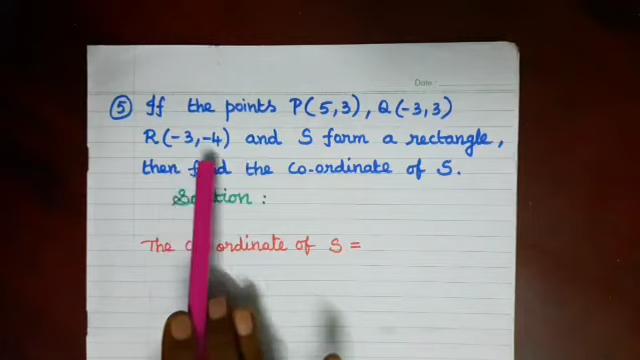 Date :
⑤ If the points P(5,3), Q(-3,3)
R(-3,-4) and S form a rectangle,
then find the co-ordinate of S.
Solution :
The ordinate of S =